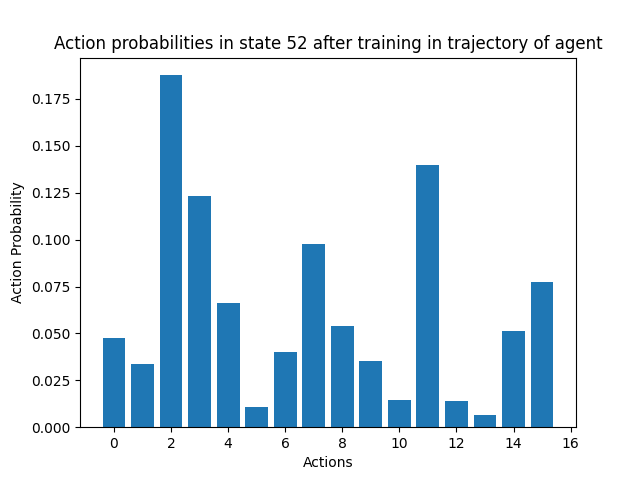 Action probabilities in state 52 after training in trajectory of agent
0.175
0.150
0.125
0.100
0.075
0.050
0.025
0.000
Action Probability
0 2 4 6 8 10 12 14 16
Actions